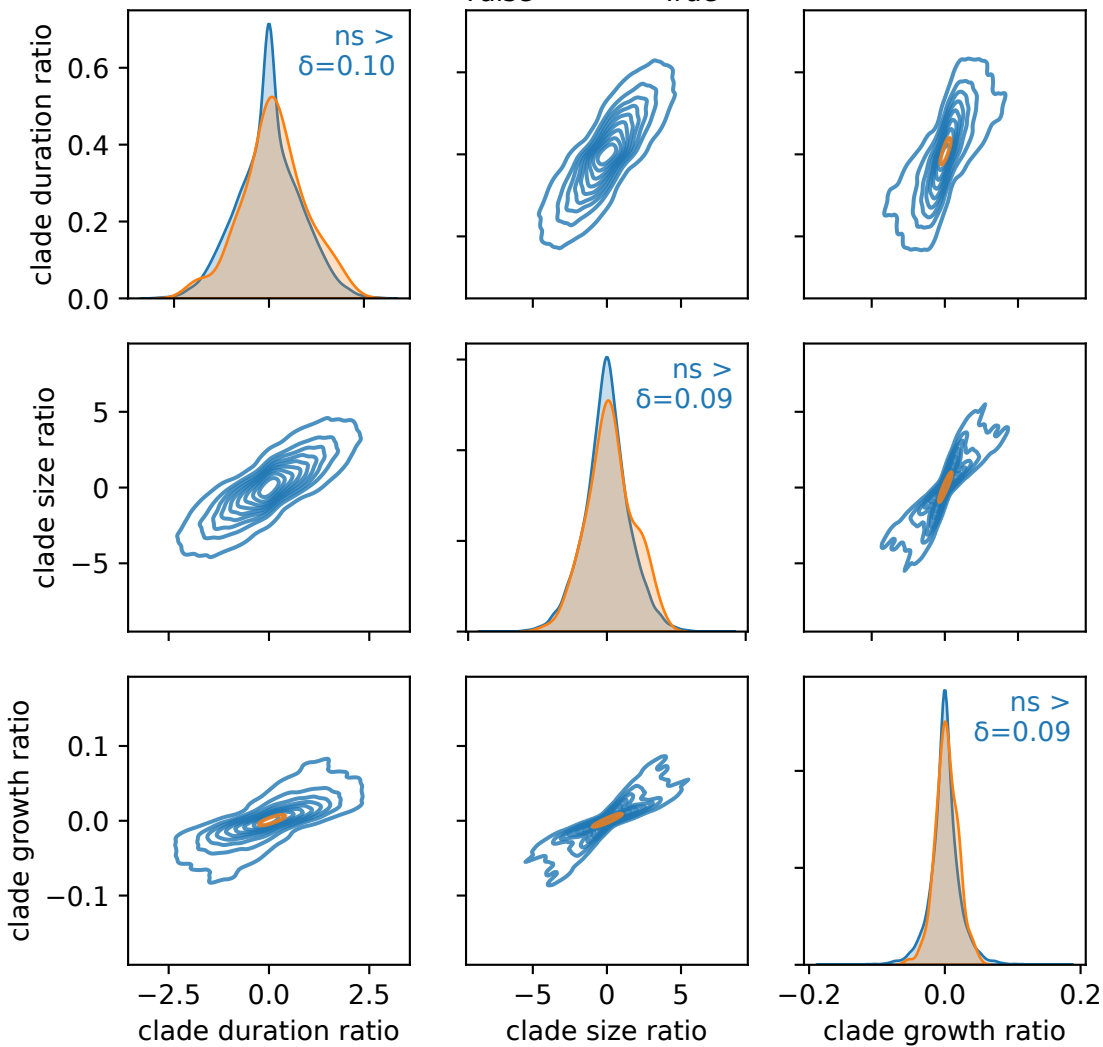 ns >
δ=0.10
clade duration ratio
0.6
0.4
0.2
0.0
ns >
δ=0.09
clade size ratio
5
0
−5
ns >
δ=0.09
clade growth ratio
0.1
0.0
−0.1
−2.5 0.0 2.5 0 −5 5 −0.2 0.0 0.2
clade duration ratio clade size ratio clade growth ratio